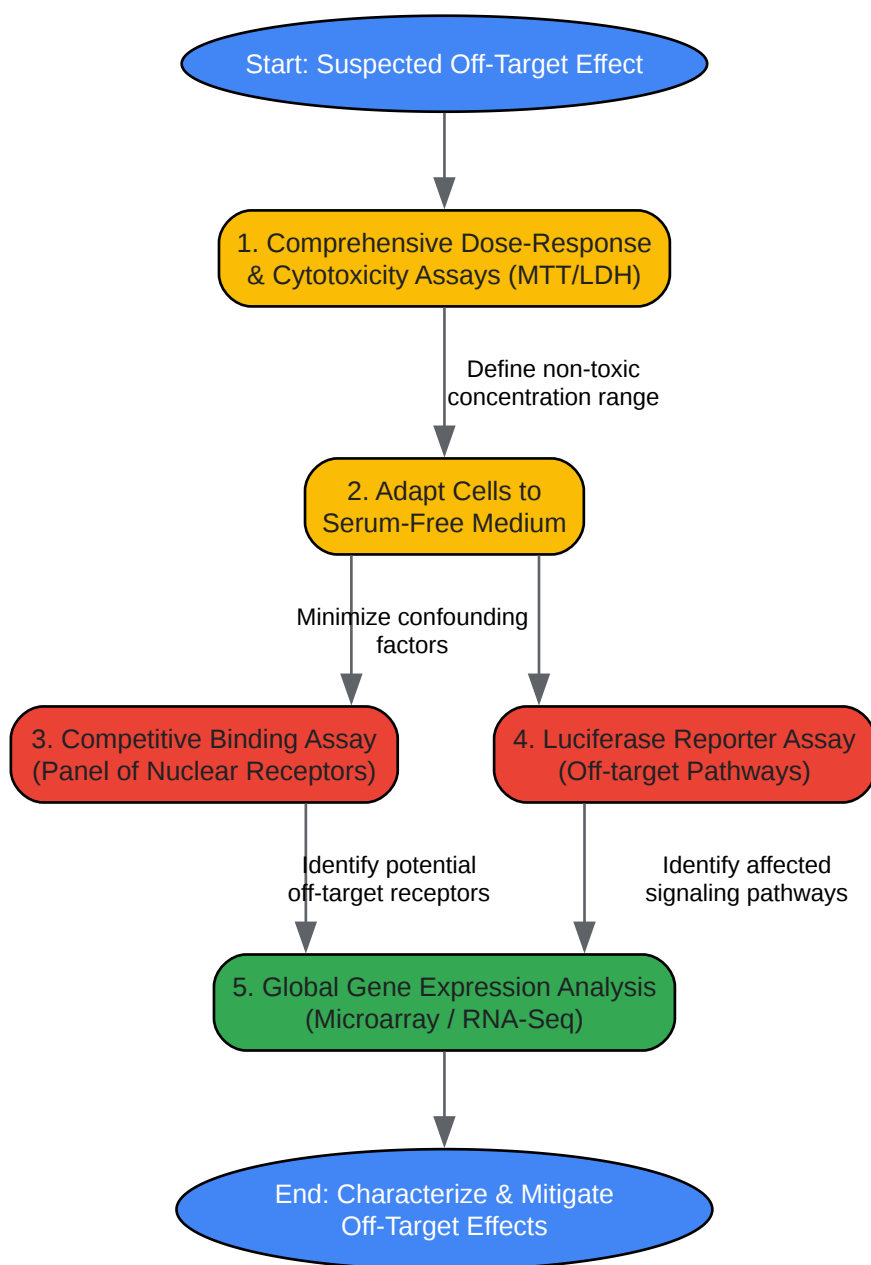 Start: Suspected Off-Target Effect
1. Comprehensive Dose-Response
& Cytotoxicity Assays (MTT/LDH)
Define non-toxic
concentration range
2. Adapt Cells to
Serum-Free Medium
Minimize confounding
factors
3. Competitive Binding Assay
(Panel of Nuclear Receptors)
4. Luciferase Reporter Assay
(Off-target Pathways)
Identify potential
off-target receptors
Identify affected
signaling pathways
5. Global Gene Expression Analysis
(Microarray / RNA-Seq)
End: Characterize & Mitigate
Off-Target Effects